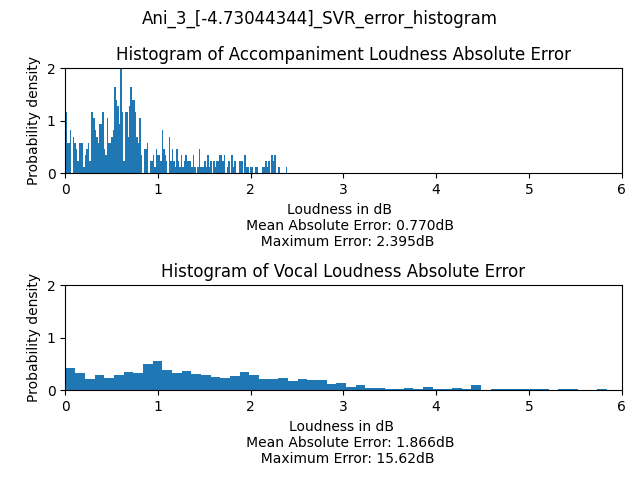 Ani_3_[-4.73044344]_SVR_error_histogram
Histogram of Accompaniment Loudness Absolute Error
Probability density
2
1
0
0 1 2 3 4 5 6
Loudness in dB
Mean Absolute Error: 0.770dB
Maximum Error: 2.395dB
Histogram of Vocal Loudness Absolute Error
Probability density
2
1
0
0 1 2 3 4 5 6
Loudness in dB
Mean Absolute Error: 1.866dB
Maximum Error: 15.62dB